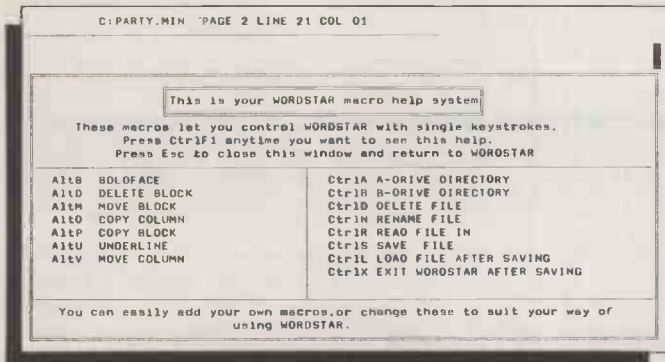 C:PARTY.MIN PAGE 2 LINE 21 COL 01
This is your WORDSTAR macro help system
These macros let you control WORDSTAR with single keystrokes.
Press CtrlF1 anytime you want to see this help.
Press Esc to close this window and return to WORDSTAR
AltB BOLDFACE
AltD DELETE BLOCK
AltM MOVE BLOCK
AltO COPY COLUMN
AltP COPY BLOCK
AltU UNDERLINE
AltV MOVE COLUMN
CtrlA A-DRIVE DIRECTORY
CtrlB B-DRIVE DIRECTORY
CtrlD DELETE FILE
CtrlN RENAME FILE
CtrlR READ FILE IN
CtrlS SAVE FILE
CtrlL LOAD FILE AFTER SAVING
CtrlX EXIT WORDSTAR AFTER SAVING
You can easily add your own macros,or change these to suit your way of
using WORDSTAR.